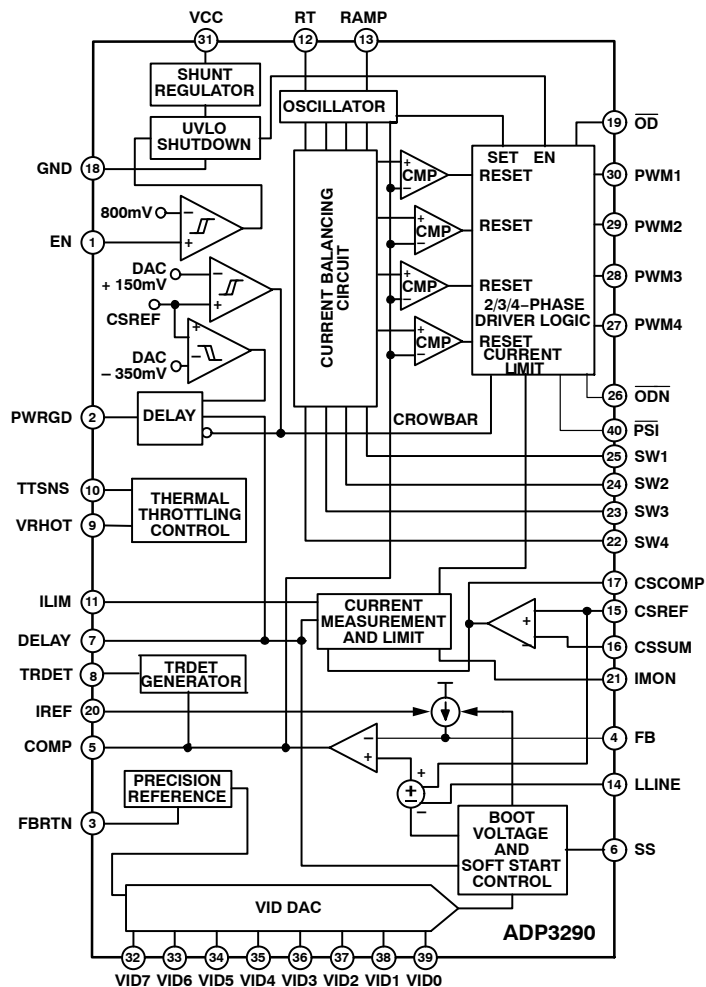 VCC
RT
RAMP
31
12
13
SHUNT
REGULATOR
OSCILLATOR
UVLO
SHUTDOWN
GND
18
800mV
−
+
EN
1
DAC
+ 150mV
−
+
CSREF
+
−
DAC
− 350mV
PWRGD
2
DELAY
CURRENT BALANCING
CIRCUIT
+
−
CMP
+
−
CMP
+
−
CMP
+
−
CMP
SET
EN
RESET
RESET
RESET
2/3/4−PHASE
DRIVER LOGIC
RESET
CURRENT
LIMIT
CROWBAR
19
OD
30
PWM1
29
PWM2
28
PWM3
27
PWM4
26
ODN
40
PSI
25
SW1
24
SW2
23
SW3
22
SW4
TTSNS
10
VRHOT
9
THERMAL
THROTTLING
CONTROL
ILIM
11
DELAY
7
CURRENT
MEASUREMENT
AND LIMIT
+
−
17
CSCOMP
15
CSREF
16
CSSUM
21
IMON
TRDET
8
TRDET
GENERATOR
IREF
20
COMP
5
−
+
4
FB
+
+
−
−
14
LLINE
PRECISION
REFERENCE
FBRTN
3
BOOT
VOLTAGE
AND
SOFT START
CONTROL
6
SS
VID DAC
ADP3290
32
33
34
35
36
37
38
39
VID7
VID6
VID5
VID4
VID3
VID2
VID1
VID0